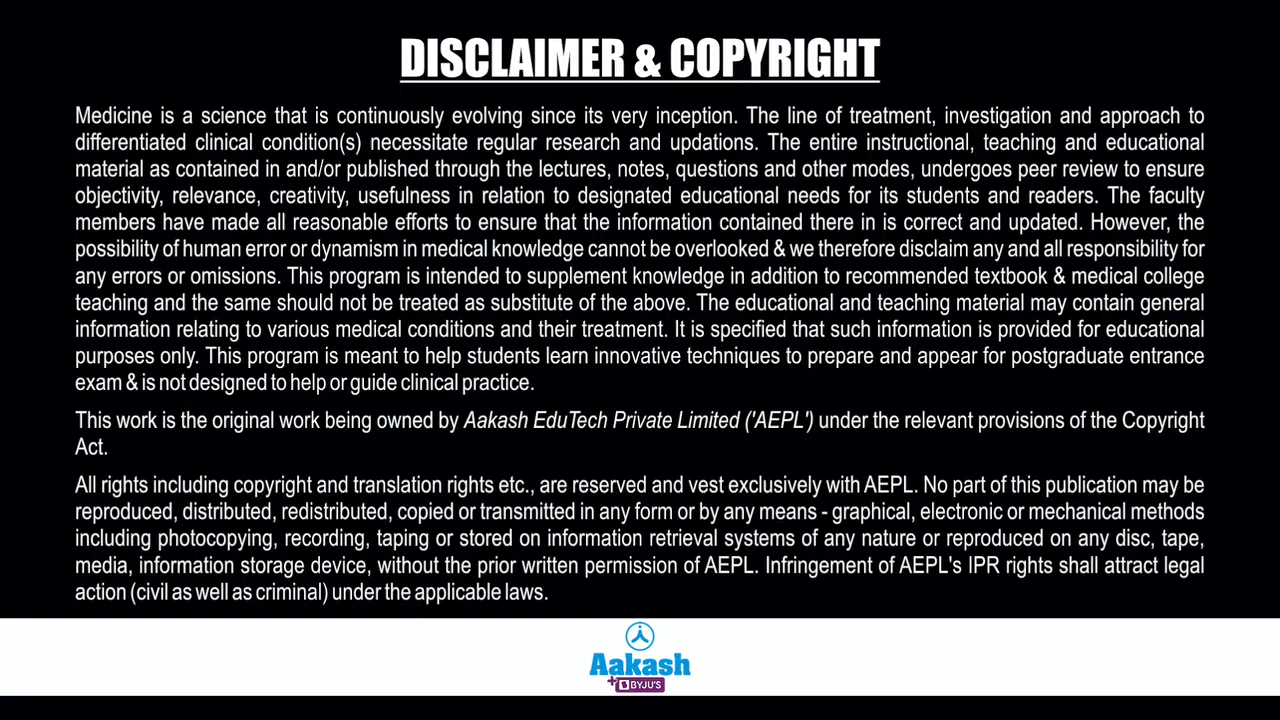 DISCLAIMER & COPYRIGHT
Medicine is a science that is continuously evolving since its very inception. The line of treatment, investigation and approach to
differentiated clinical condition(s) necessitate regular research and updations. The entire instructional, teaching and educational
material as contained in and/or published through the lectures, notes, questions and other modes, undergoes peer review to ensure
objectivity, relevance, creativity, usefulness in relation to designated educational needs for its students and readers. The faculty
members have made all reasonable efforts to ensure that the information contained there in is correct and updated. However, the
possibility of human error or dynamism in medical knowledge cannot be overlooked & we therefore disclaim any and all responsibility for
any errors or omissions. This program is intended to supplement knowledge in addition to recommended textbook & medical college
teaching and the same should not be treated as substitute of the above. The educational and teaching material may contain general
information relating to various medical conditions and their treatment. It is specified that such information is provided for educational
purposes only. This program is meant to help students learn innovative techniques to prepare and appear for postgraduate entrance
exam & is not designed to help or guide clinical practice.
This work is the original work being owned by Aakash EduTech Private Limited ('AEPL') under the relevant provisions of the Copyright
Act.
All rights including copyright and translation rights etc., are reserved and vest exclusively with AEPL. No part of this publication may be
reproduced, distributed, redistributed, copied or transmitted in any form or by any means - graphical, electronic or mechanical methods
including photocopying, recording, taping or stored on information retrieval systems of any nature or reproduced on any disc, tape,
media, information storage device, without the prior written permission of AEPL. Infringement of AEPL's IPR rights shall attract legal
action (civil as well as criminal) under the applicable laws.
Aakash
+ BYJU'S